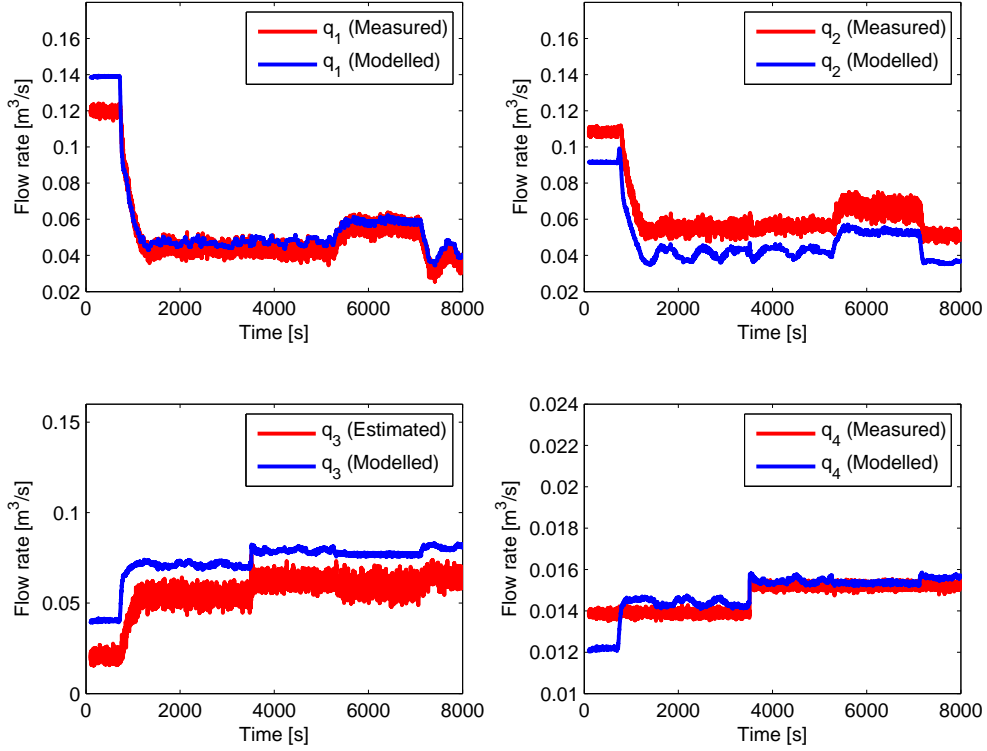 0.16
0.14
0.12
0.1
0.08
0.06
0.04
0.02
0 2000 4000 6000 8000
Time [s]
Flow rate [m³/s]
q₁ (Measured)
q₁ (Modelled)
0.16
0.14
0.12
0.1
0.08
0.06
0.04
0.02
0 2000 4000 6000 8000
Time [s]
Flow rate [m³/s]
q₂ (Measured)
q₂ (Modelled)
0.15
0.1
0.05
0
0 2000 4000 6000 8000
Time [s]
Flow rate [m³/s]
q₃ (Estimated)
q₃ (Modelled)
0.024
0.022
0.02
0.018
0.016
0.014
0.012
0.01
0 2000 4000 6000 8000
Time [s]
Flow rate [m³/s]
q₄ (Measured)
q₄ (Modelled)